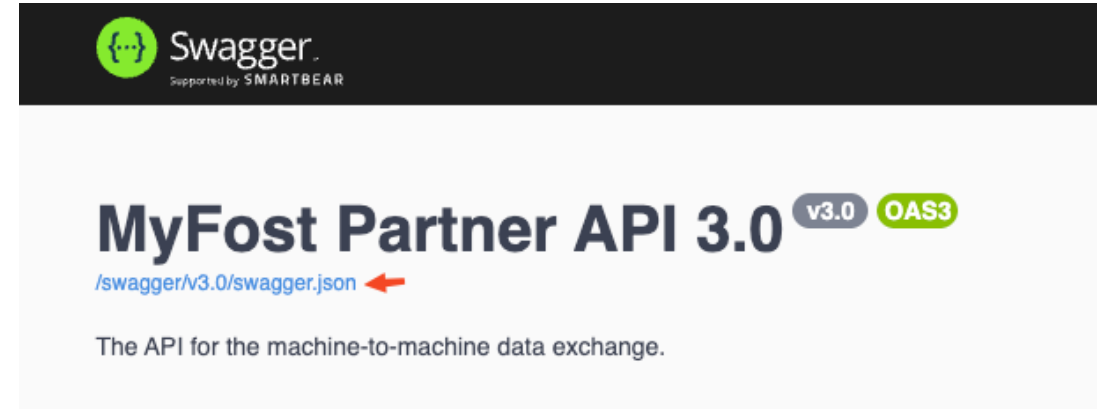 {···} Swagger.
Supported by SMARTBEAR
MyFost Partner API 3.0 v3.0 OAS3
/swagger/v3.0/swagger.json
The API for the machine-to-machine data exchange.